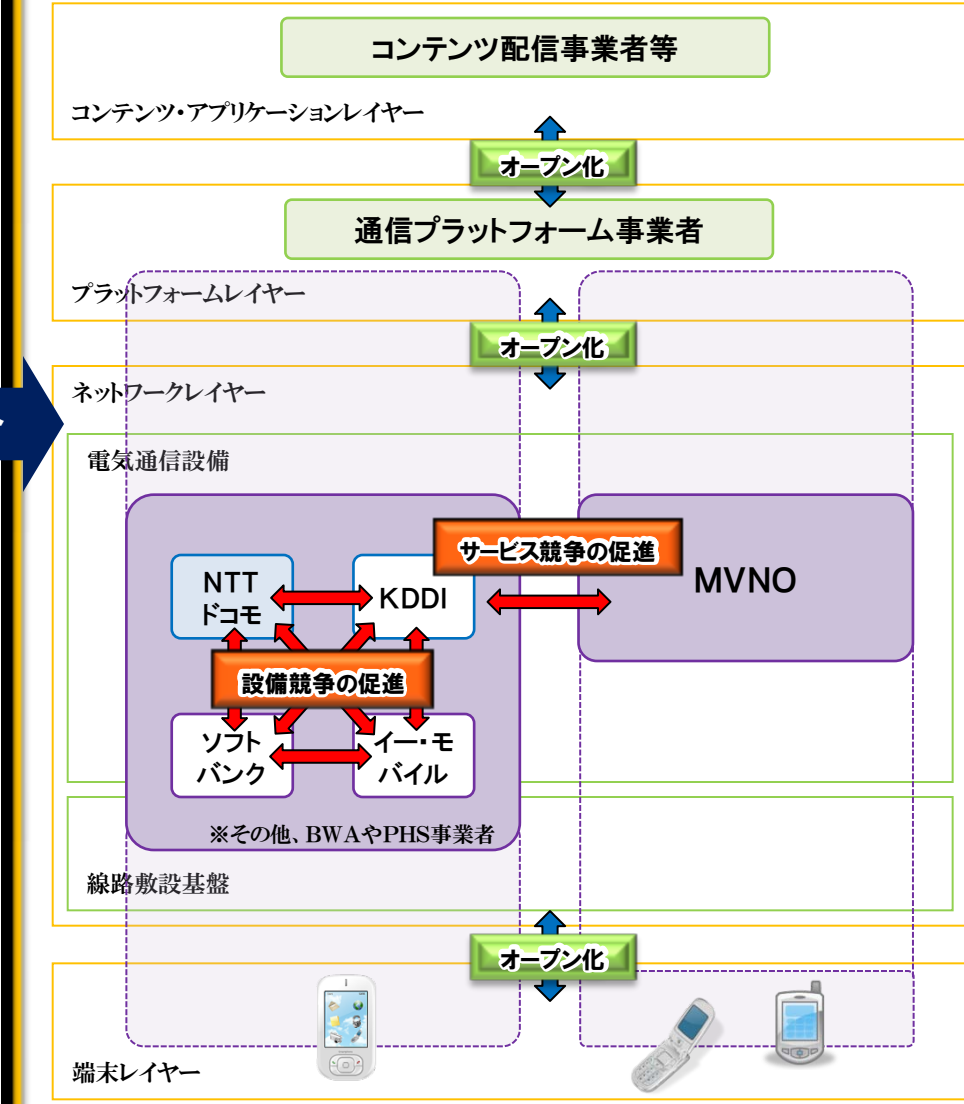 コンテンツ配信事業者等
コンテンツ・アプリケーションレイヤー
オープン化
通信プラットフォーム事業者
プラットフォームレイヤー
オープン化
ネットワークレイヤー
電気通信設備
サービス競争の促進
NTT
ドコモ
KDDI
MVNO
設備競争の促進
ソフト
バンク
イー・モ
バイル
※その他、BWAやPHS事業者
線路敷設基盤
オープン化
端末レイヤー